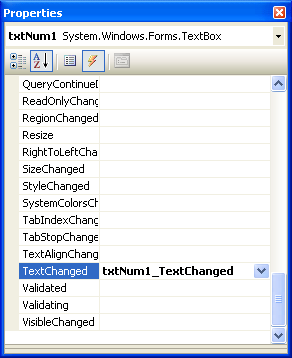 Properties
txtNum1 System.Windows.Forms.TextBox
QueryContinueD
ReadOnlyChang
RegionChanged
Resize
RightToLeftCha
SizeChanged
StyleChanged
SystemColorsCh
TabIndexChang
TabStopChange
TextAlignChang
TextChanged txtNum1_TextChanged
Validated
Validating
VisibleChanged